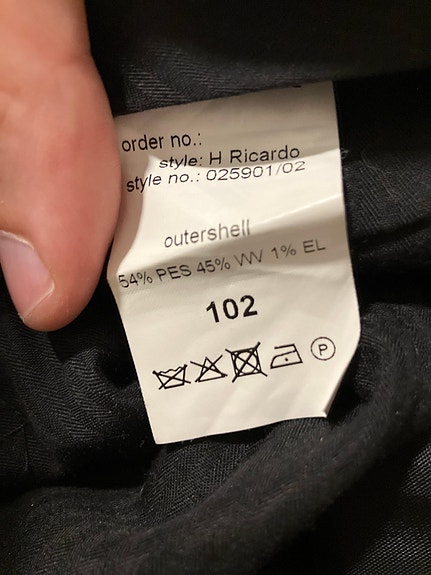 order no.:
style: H Ricardo
style no.: 025901/02
outershell
54% PES 45% WV 1% EL
102
P